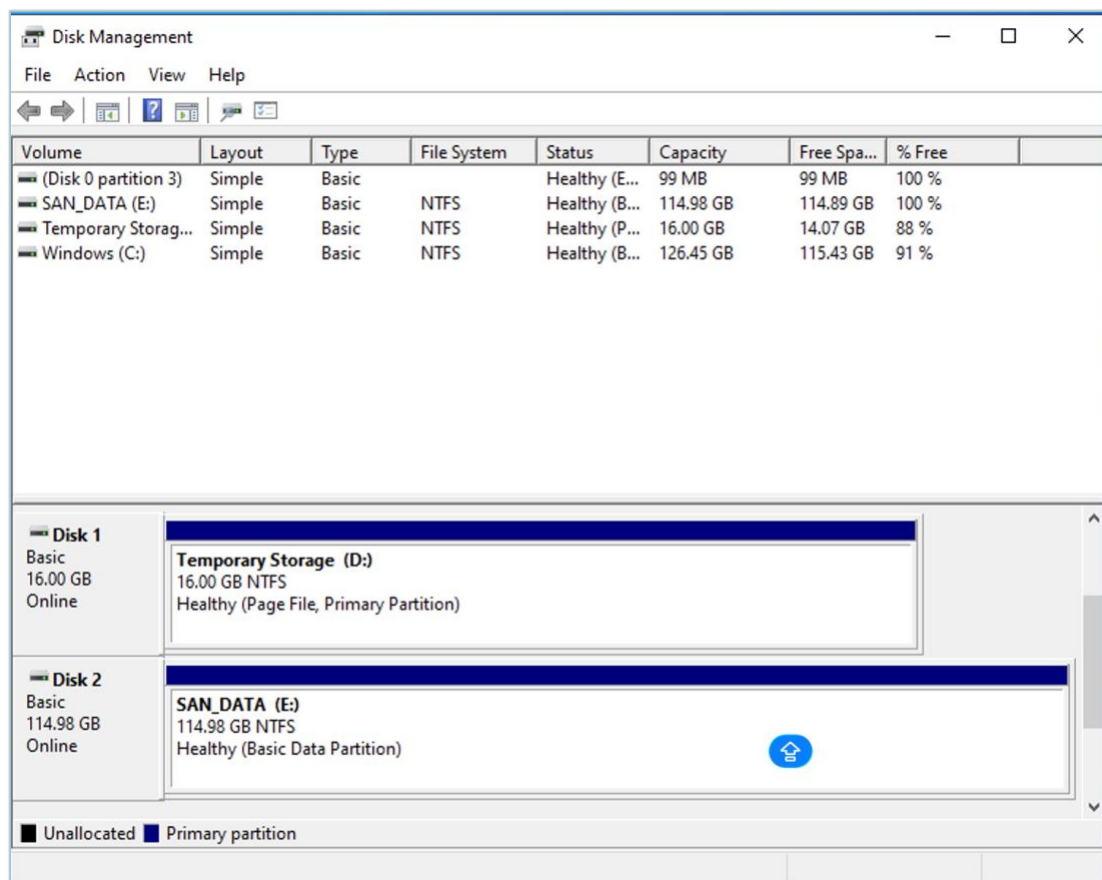 Disk Management
File Action View Help
Volume Layout Type File System Status Capacity Free Spa... % Free
(Disk 0 partition 3) Simple Basic Healthy (E... 99 MB 99 MB 100 %
SAN_DATA (E:) Simple Basic NTFS Healthy (B... 114.98 GB 114.89 GB 100 %
Temporary Storag... Simple Basic NTFS Healthy (P... 16.00 GB 14.07 GB 88 %
Windows (C:) Simple Basic NTFS Healthy (B... 126.45 GB 115.43 GB 91 %
Disk 1
Basic
16.00 GB
Online
Temporary Storage (D:)
16.00 GB NTFS
Healthy (Page File, Primary Partition)
Disk 2
Basic
114.98 GB
Online
SAN_DATA (E:)
114.98 GB NTFS
Healthy (Basic Data Partition)
Unallocated Primary partition